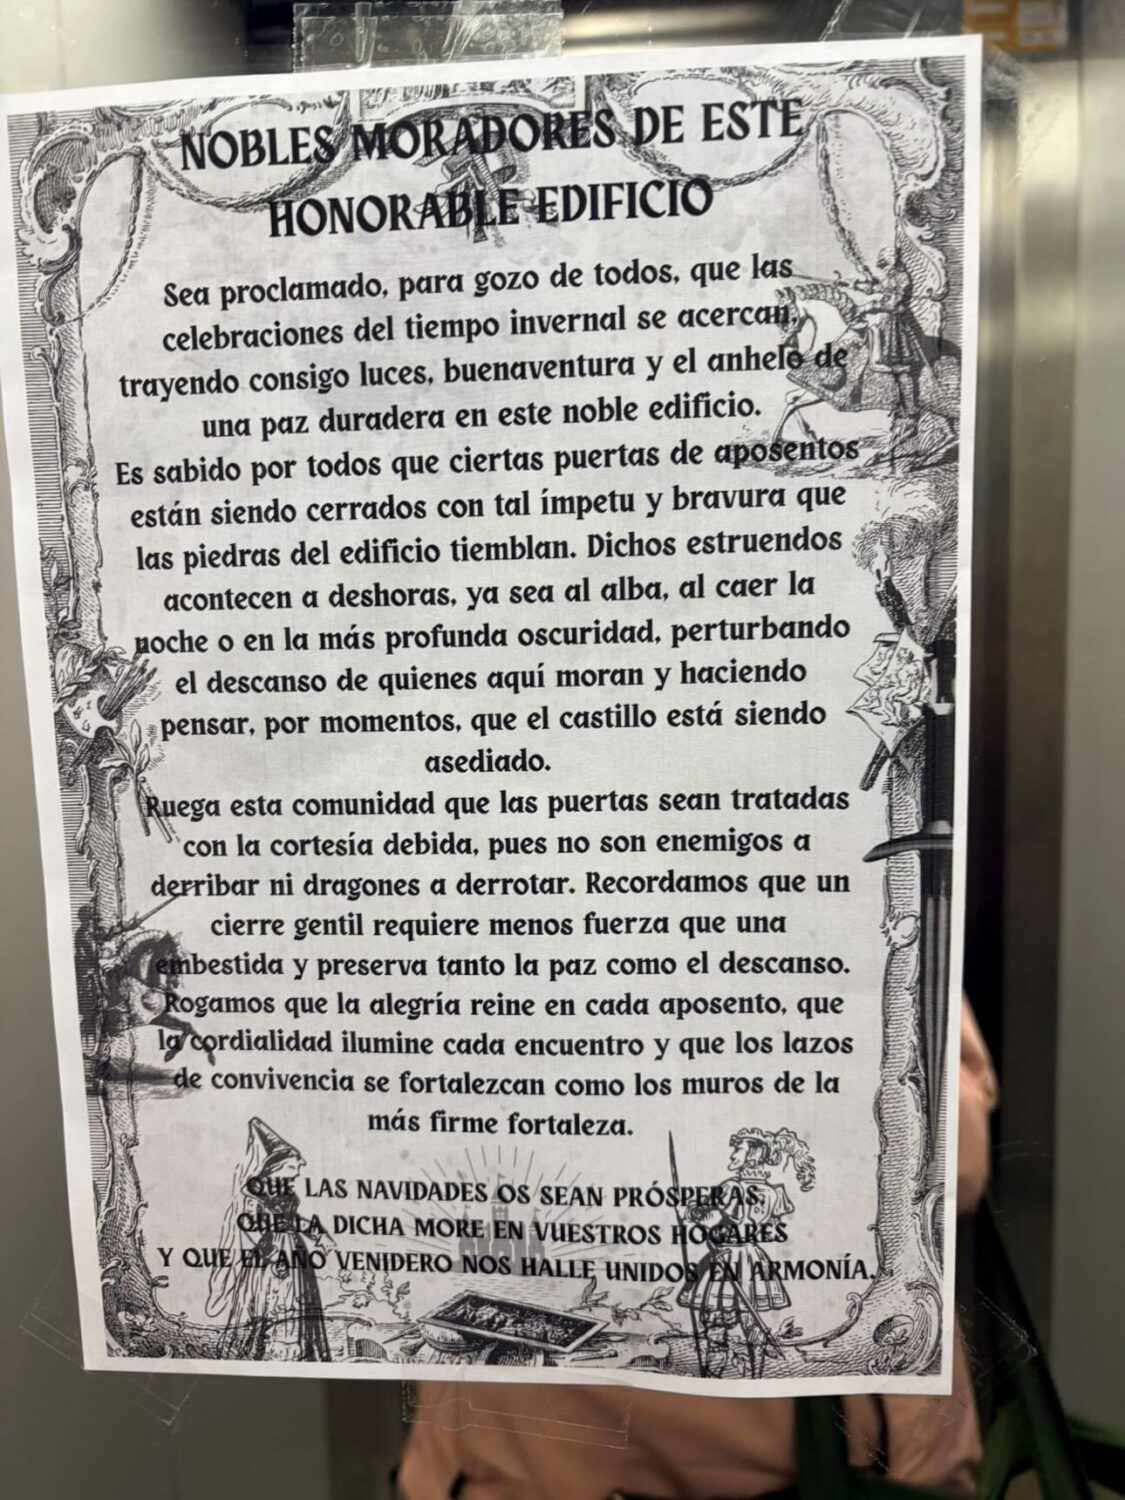 NOBLES MORADORES DE ESTE
HONORABLE EDIFICIO
Sea proclamado, para gozo de todos, que las
celebraciones del tiempo invernal se acercan,
trayendo consigo luces, buenaventura y el anhelo de
una paz duradera en este noble edificio.
Es sabido por todos que ciertas puertas de aposentos
están siendo cerrados con tal ímpetu y bravura que
las piedras del edificio tiemblan. Dichos estruendos
acontecen a deshoras, ya sea al alba, al caer la
noche o en la más profunda oscuridad, perturbando
el descanso de quienes aquí moran y haciendo
pensar, por momentos, que el castillo está siendo
asediado.
Ruega esta comunidad que las puertas sean tratadas
con la cortesía debida, pues no son enemigos a
derribar ni dragones a derrotar. Recordamos que un
cierre gentil requiere menos fuerza que una
embestida y preserva tanto la paz como el descanso.
Rogamos que la alegría reine en cada aposento, que
la cordialidad ilumine cada encuentro y que los lazos
de convivencia se fortalezcan como los muros de la
más firme fortaleza.
QUE LAS NAVIDADES OS SEAN PRÓSPERAS,
QUE LA DICHA MORE EN VUESTROS HOGARES
Y QUE EL AÑO VENIDERO NOS HALLE UNIDOS EN ARMONÍA.